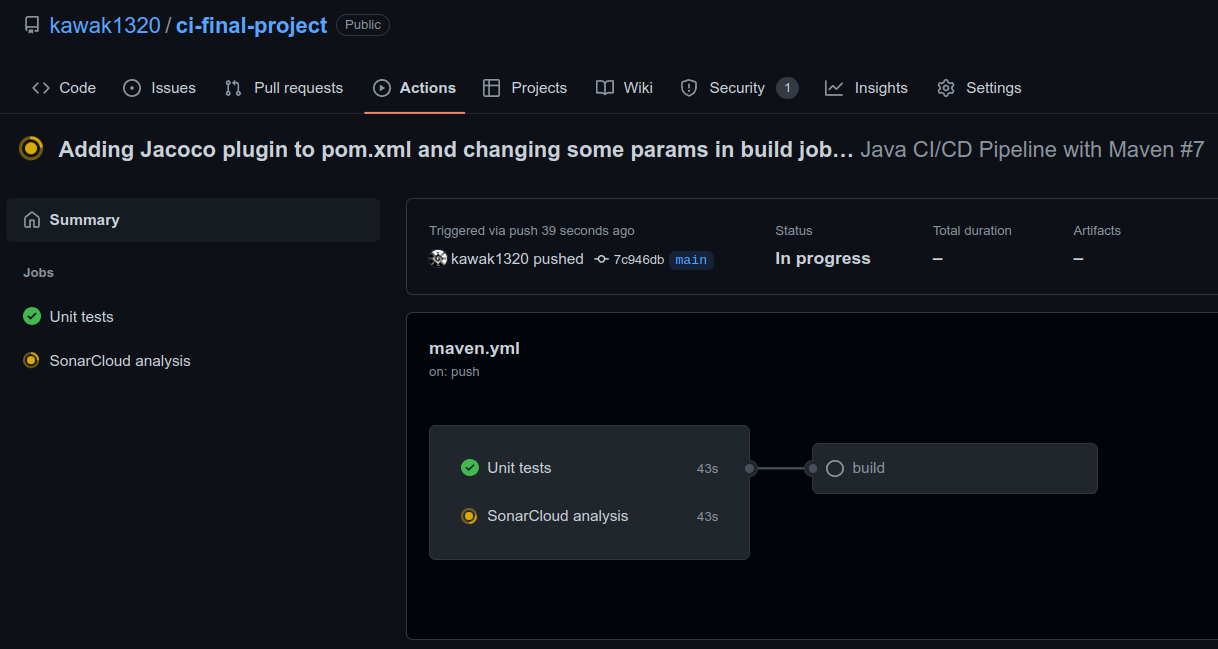 kawak1320 / ci-final-project Public
Code Issues Pull requests Actions Projects Wiki Security 1 Insights Settings
Adding Jacoco plugin to pom.xml and changing some params in build job… Java CI/CD Pipeline with Maven #7
Summary
Jobs
Unit tests
SonarCloud analysis
Triggered via push 39 seconds ago
kawak1320 pushed 7c946db main
Status
In progress
Total duration
–
Artifacts
–
maven.yml
on: push
Unit tests 43s
SonarCloud analysis 43s
build